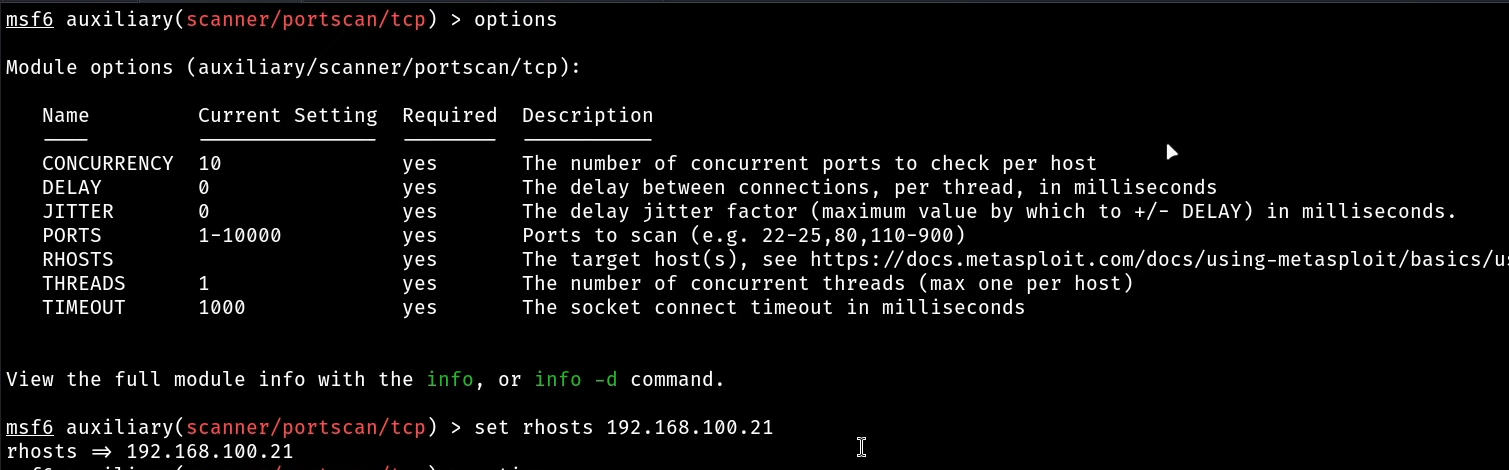 msf6 auxiliary(scanner/portscan/tcp) > options
Module options (auxiliary/scanner/portscan/tcp):
Name Current Setting Required Description
CONCURRENCY 10 yes The number of concurrent ports to check per host
DELAY 0 yes The delay between connections, per thread, in milliseconds
JITTER 0 yes The delay jitter factor (maximum value by which to +/- DELAY) in milliseconds.
PORTS 1-10000 yes Ports to scan (e.g. 22-25,80,110-900)
RHOSTS yes The target host(s), see https://docs.metasploit.com/docs/using-metasploit/basics/us
THREADS 1 yes The number of concurrent threads (max one per host)
TIMEOUT 1000 yes The socket connect timeout in milliseconds
View the full module info with the info, or info -d command.
msf6 auxiliary(scanner/portscan/tcp) > set rhosts 192.168.100.21
rhosts => 192.168.100.21